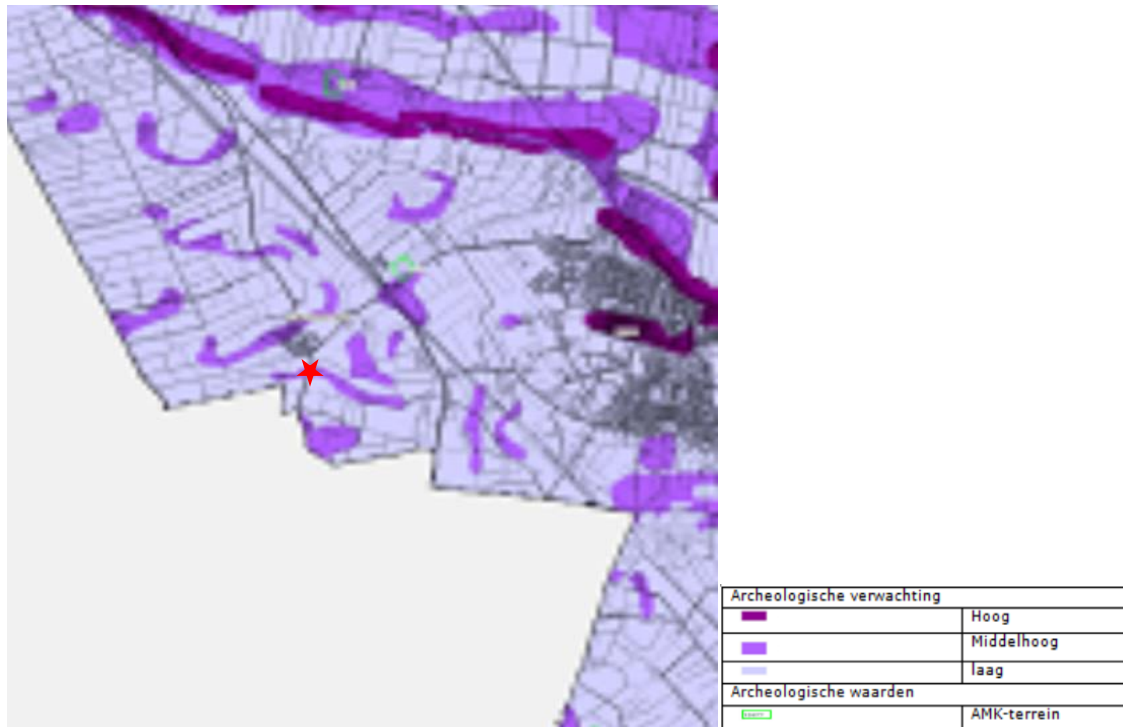 Archeologische verwachting
Hoog
Middelhoog
laag
Archeologische waarden
AMK-terrein